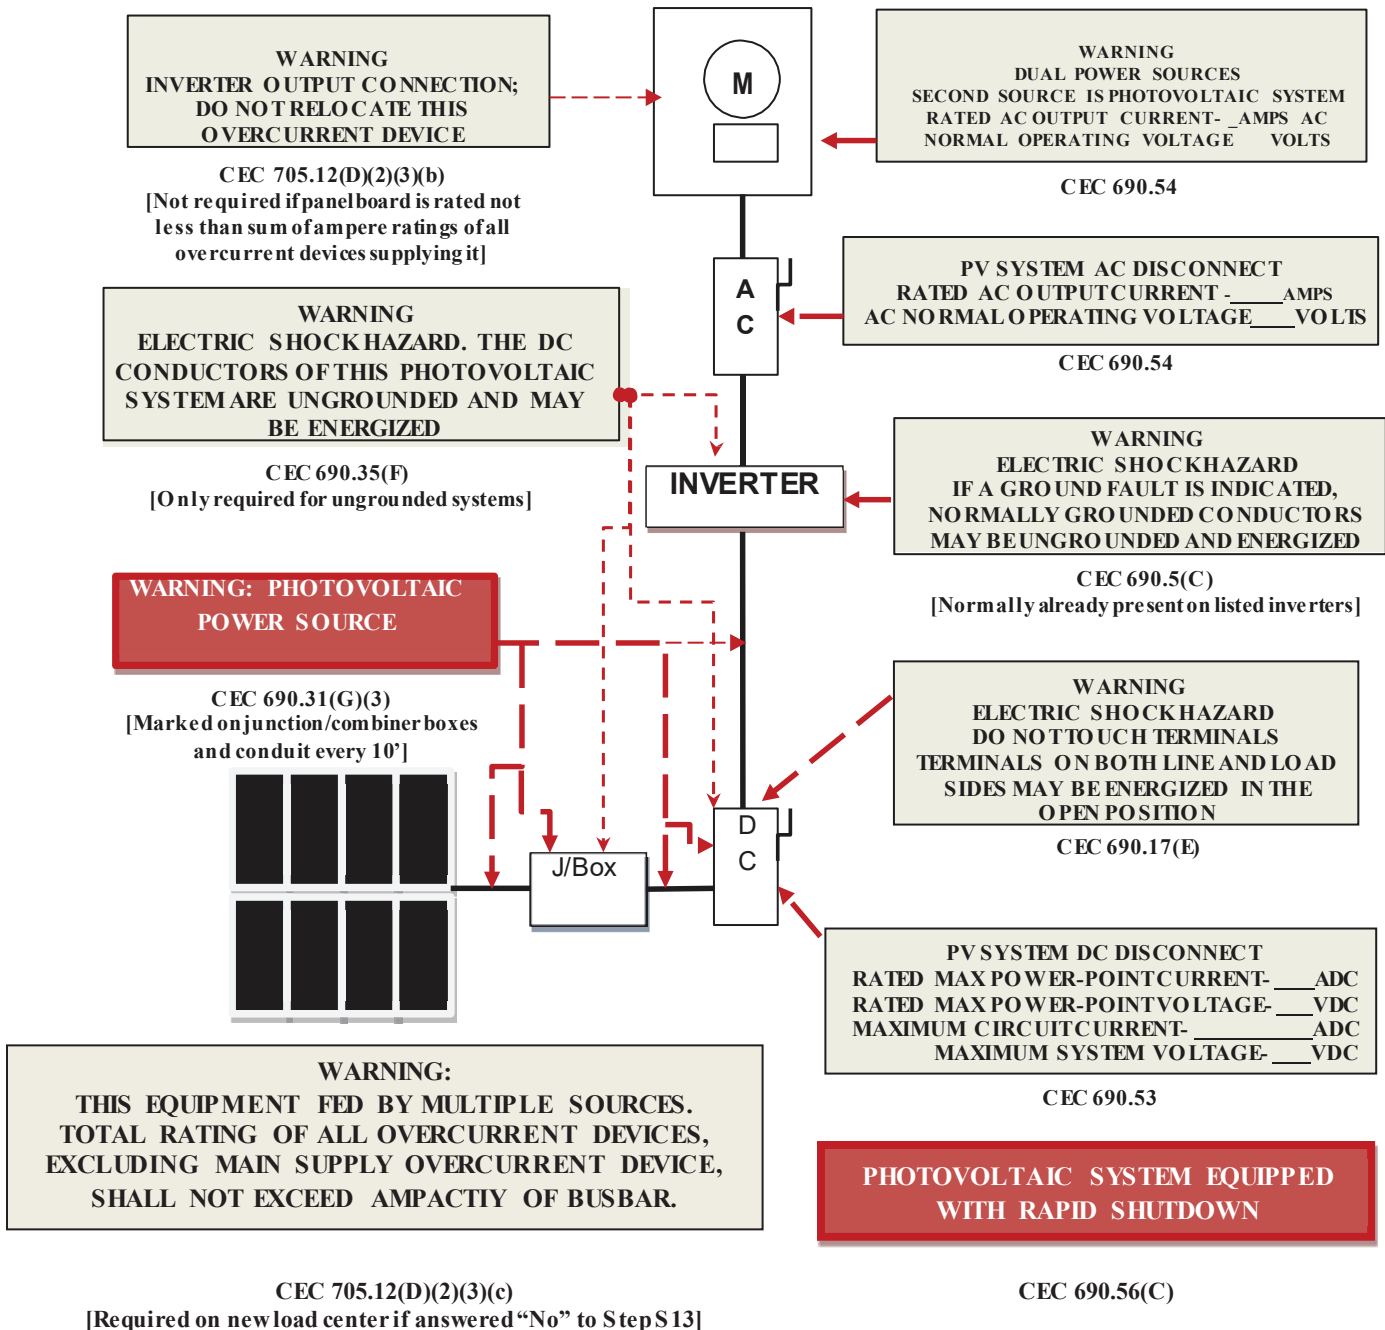 WARNING
INVERTER OUTPUT CONNECTION;
DO NOT RELOCATE THIS
OVERCURRENT DEVICE
CEC 705.12(D)(2)(3)(b)
[Not required if panelboard is rated not
less than sum of ampere ratings of all
overcurrent devices supplying it]
M
WARNING
DUAL POWER SOURCES
SECOND SOURCE IS PHOTOVOLTAIC SYSTEM
RATED AC OUTPUT CURRENT- _AMPS AC
NORMAL OPERATING VOLTAGE VOLTS
CEC 690.54
A
C
PV SYSTEM AC DISCONNECT
RATED AC OUTPUT CURRENT -_____AMPS
AC NORMAL OPERATING VOLTAGE____VOLTS
CEC 690.54
WARNING
ELECTRIC SHOCK HAZARD. THE DC
CONDUCTORS OF THIS PHOTOVOLTAIC
SYSTEM ARE UNGROUNDED AND MAY
BE ENERGIZED
CEC 690.35(F)
[Only required for ungrounded systems]
INVERTER
WARNING
ELECTRIC SHOCK HAZARD
IF A GROUND FAULT IS INDICATED,
NORMALLY GROUNDED CONDUCTORS
MAY BE UNGROUNDED AND ENERGIZED
CEC 690.5(C)
[Normally already present on listed inverters]
WARNING: PHOTOVOLTAIC
POWER SOURCE
CEC 690.31(G)(3)
[Marked on junction/combiner boxes
and conduit every 10’]
WARNING
ELECTRIC SHOCK HAZARD
DO NOT TOUCH TERMINALS
TERMINALS ON BOTH LINE AND LOAD
SIDES MAY BE ENERGIZED IN THE
OPEN POSITION
CEC 690.17(E)
J/Box
D
C
PV SYSTEM DC DISCONNECT
RATED MAX POWER-POINT CURRENT- ___ADC
RATED MAX POWER-POINT VOLTAGE- ___VDC
MAXIMUM CIRCUIT CURRENT- __________ADC
MAXIMUM SYSTEM VOLTAGE- ___VDC
CEC 690.53
WARNING:
THIS EQUIPMENT FED BY MULTIPLE SOURCES.
TOTAL RATING OF ALL OVERCURRENT DEVICES,
EXCLUDING MAIN SUPPLY OVERCURRENT DEVICE,
SHALL NOT EXCEED AMPACTIY OF BUSBAR.
CEC 705.12(D)(2)(3)(c)
[Required on new load center if answered “No” to Step S13]
PHOTOVOLTAIC SYSTEM EQUIPPED
WITH RAPID SHUTDOWN
CEC 690.56(C)